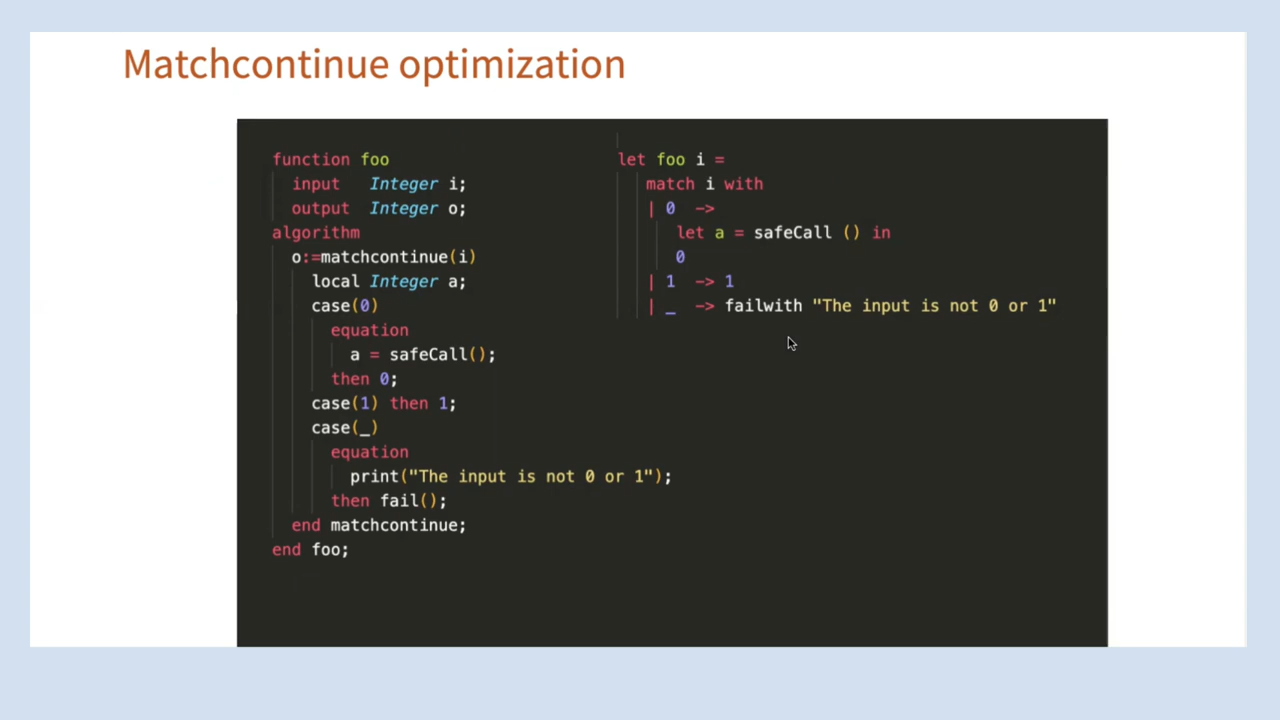 Matchcontinue optimization
function foo
input Integer i;
output Integer o;
algorithm
o:=matchcontinue(i)
local Integer a;
case(0)
equation
a = safeCall();
then 0;
case(1) then 1;
case(_)
equation
print("The input is not 0 or 1");
then fail();
end matchcontinue;
end foo;
let foo i =
match i with
| 0 ->
let a = safeCall () in
0
| 1 -> 1
| _ -> failwith "The input is not 0 or 1"